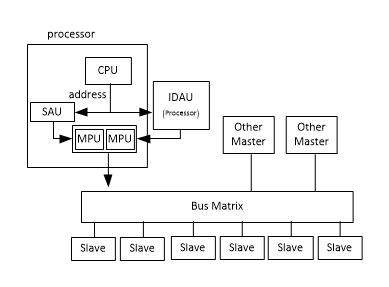 processor
CPU
address
SAU
IDAU
(Processor)
MPU MPU
Other
Master
Other
Master
Bus Matrix
Slave Slave Slave Slave Slave Slave